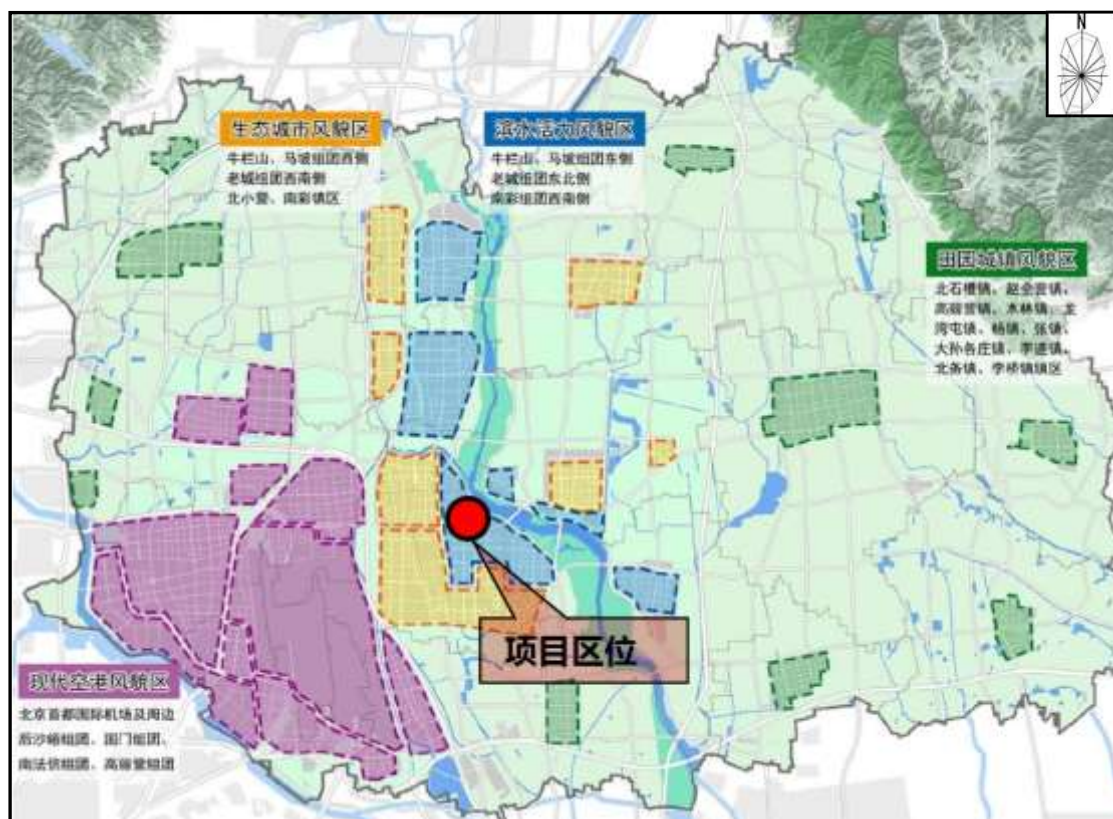 N
生态城市风貌区
牛栏山、马坡组团西侧
老城组团西南侧
北小营、南彩镇区
滨水活力风貌区
牛栏山、马坡组团东侧
老城组团东北侧
南彩组团西南侧
田园城镇风貌区
北石槽镇、赵全营镇、
高丽营镇、木林镇、龙
湾屯镇、杨镇、张镇、
大孙各庄镇、李遂镇、
北务镇、李桥镇镇区
项目区位
现代空港风貌区
北京首都国际机场及周边
后沙峪组团、国门组团、
南法信组团、高丽营组团